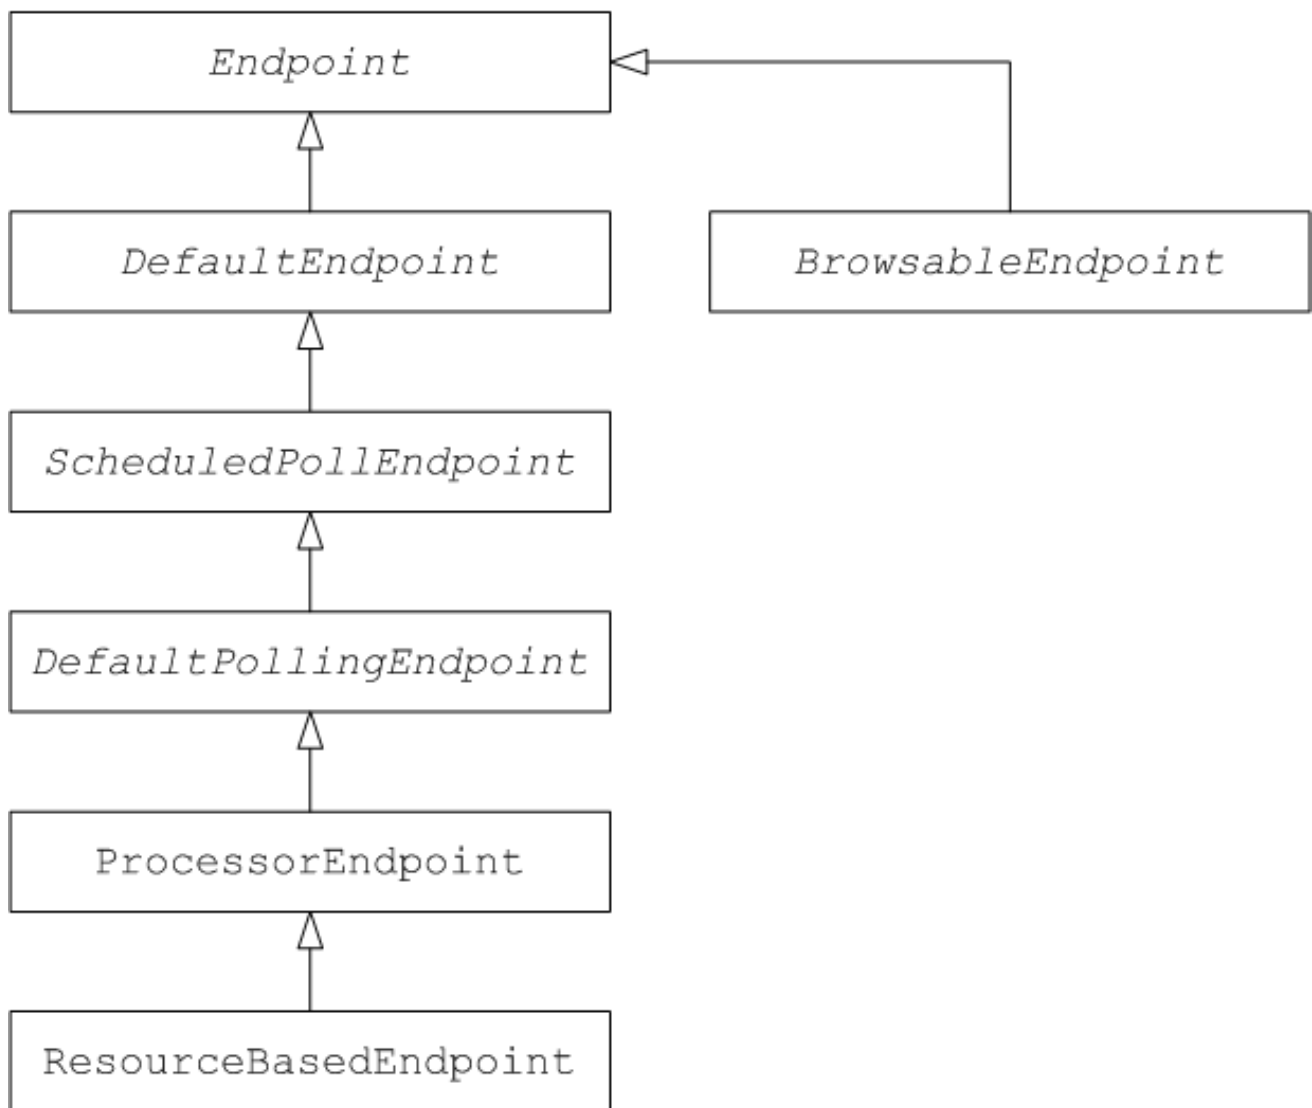 Endpoint
DefaultEndpoint
BrowsableEndpoint
ScheduledPollEndpoint
DefaultPollingEndpoint
ProcessorEndpoint
ResourceBasedEndpoint